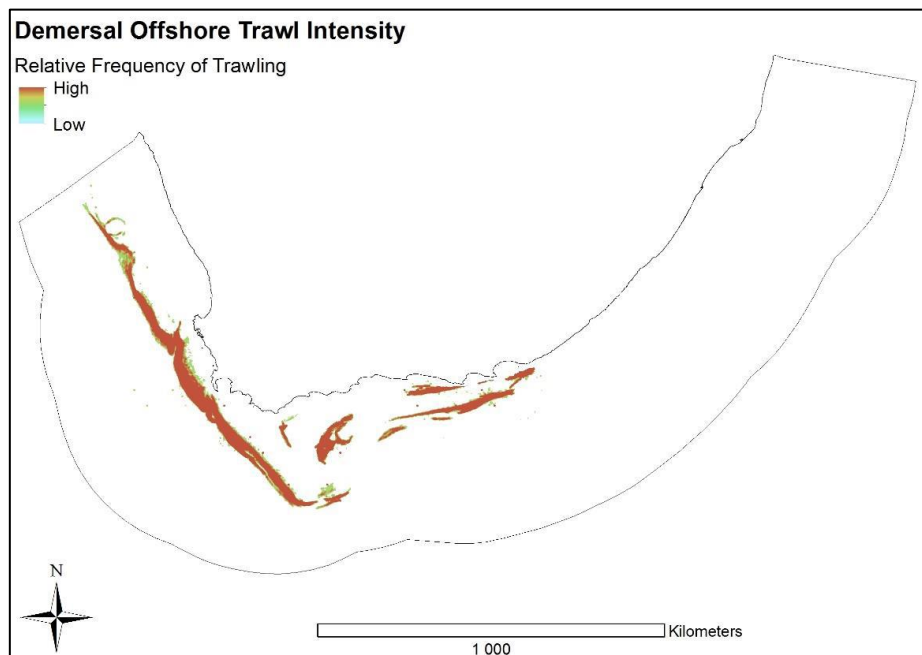 Demersal Offshore Trawl Intensity
Relative Frequency of Trawling
High
Low
N
Kilometers
1 000